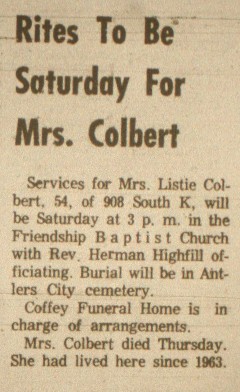 Rites To Be
Saturday For
Mrs. Colbert
Services for Mrs. Listie Col-
bert, 54, of 908 South K, will
be Saturday at 3 p. m. in the
Friendship Baptist Church
with Rev. Herman Highfill of-
ficiating. Burial will be in Ant-
lers City cemetery.
Coffey Funeral Home is in
charge of arrangements.
Mrs. Colbert died Thursday.
She had lived here since 1963.